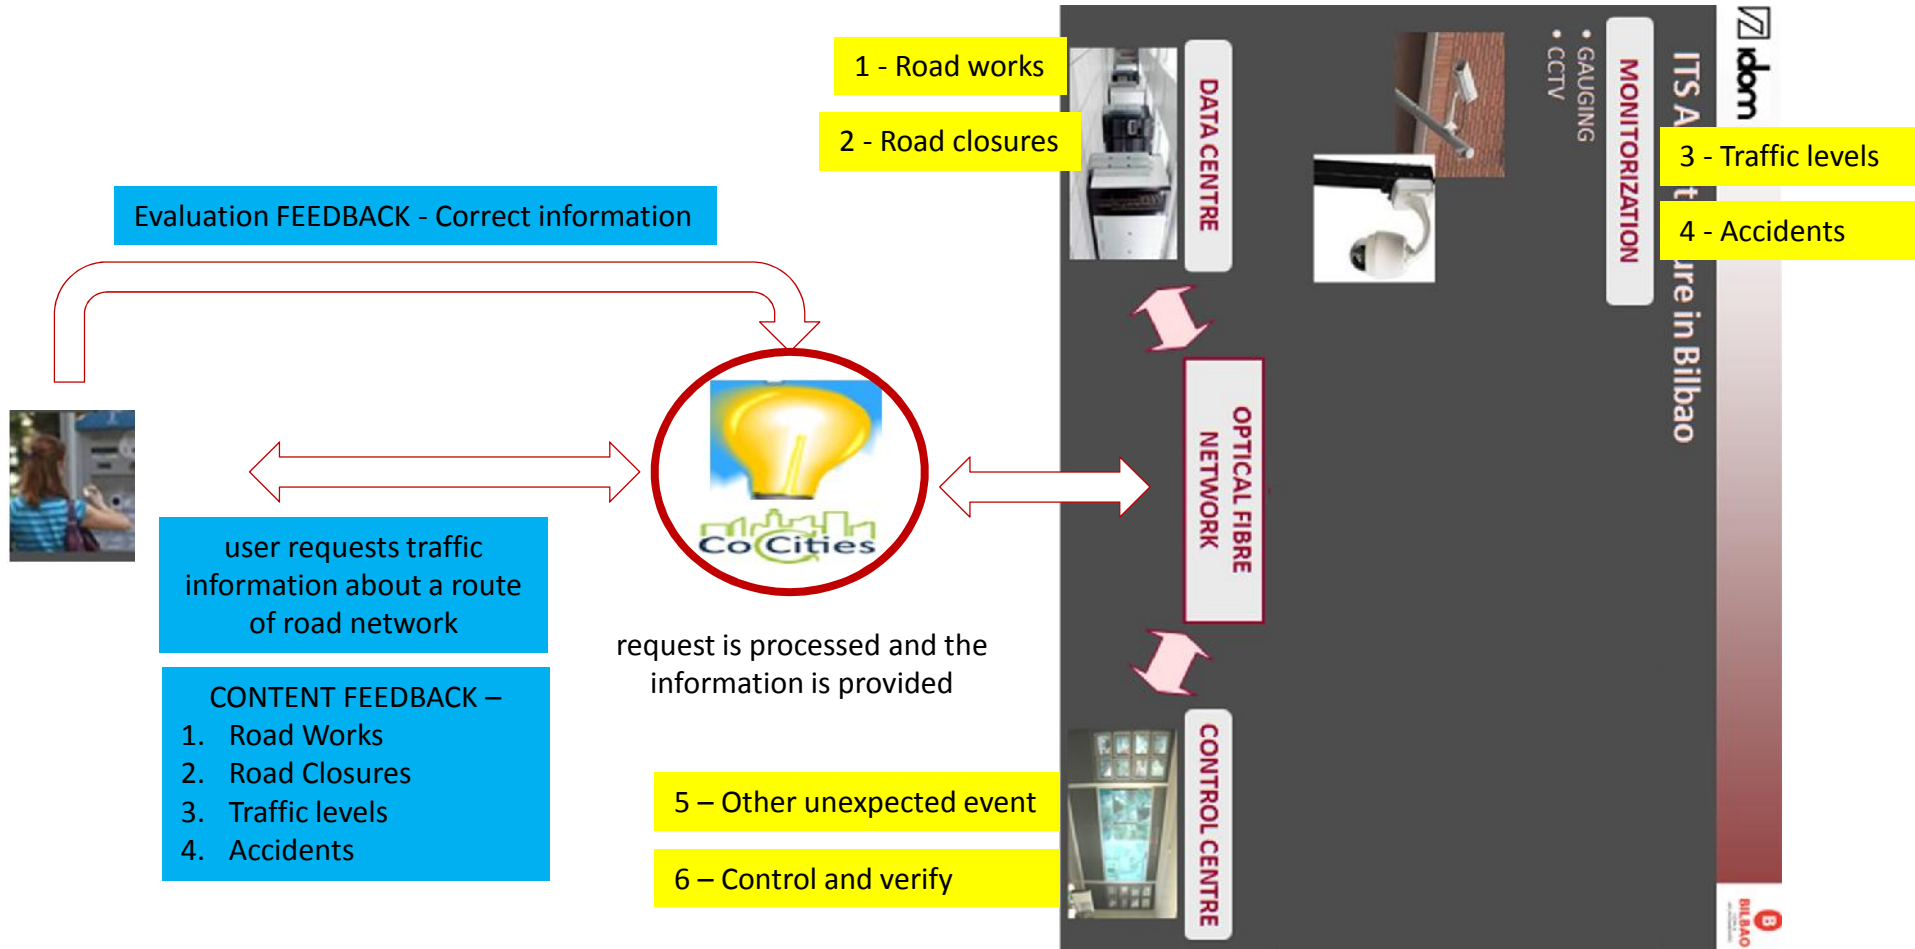 1 - Road works
2 - Road closures
Evaluation FEEDBACK - Correct information
user requests traffic
information about a route
of road network
CONTENT FEEDBACK –
1. Road Works
2. Road Closures
3. Traffic levels
4. Accidents
Co Cities
request is processed and the
information is provided
5 – Other unexpected event
6 – Control and verify
DATA CENTRE
OPTICAL FIBRE
NETWORK
CONTROL CENTRE
• GAUGING
• CCTV
MONITORIZATION
3 - Traffic levels
4 - Accidents
ITS A t ure in Bilbao
Idom
B
BILBAO